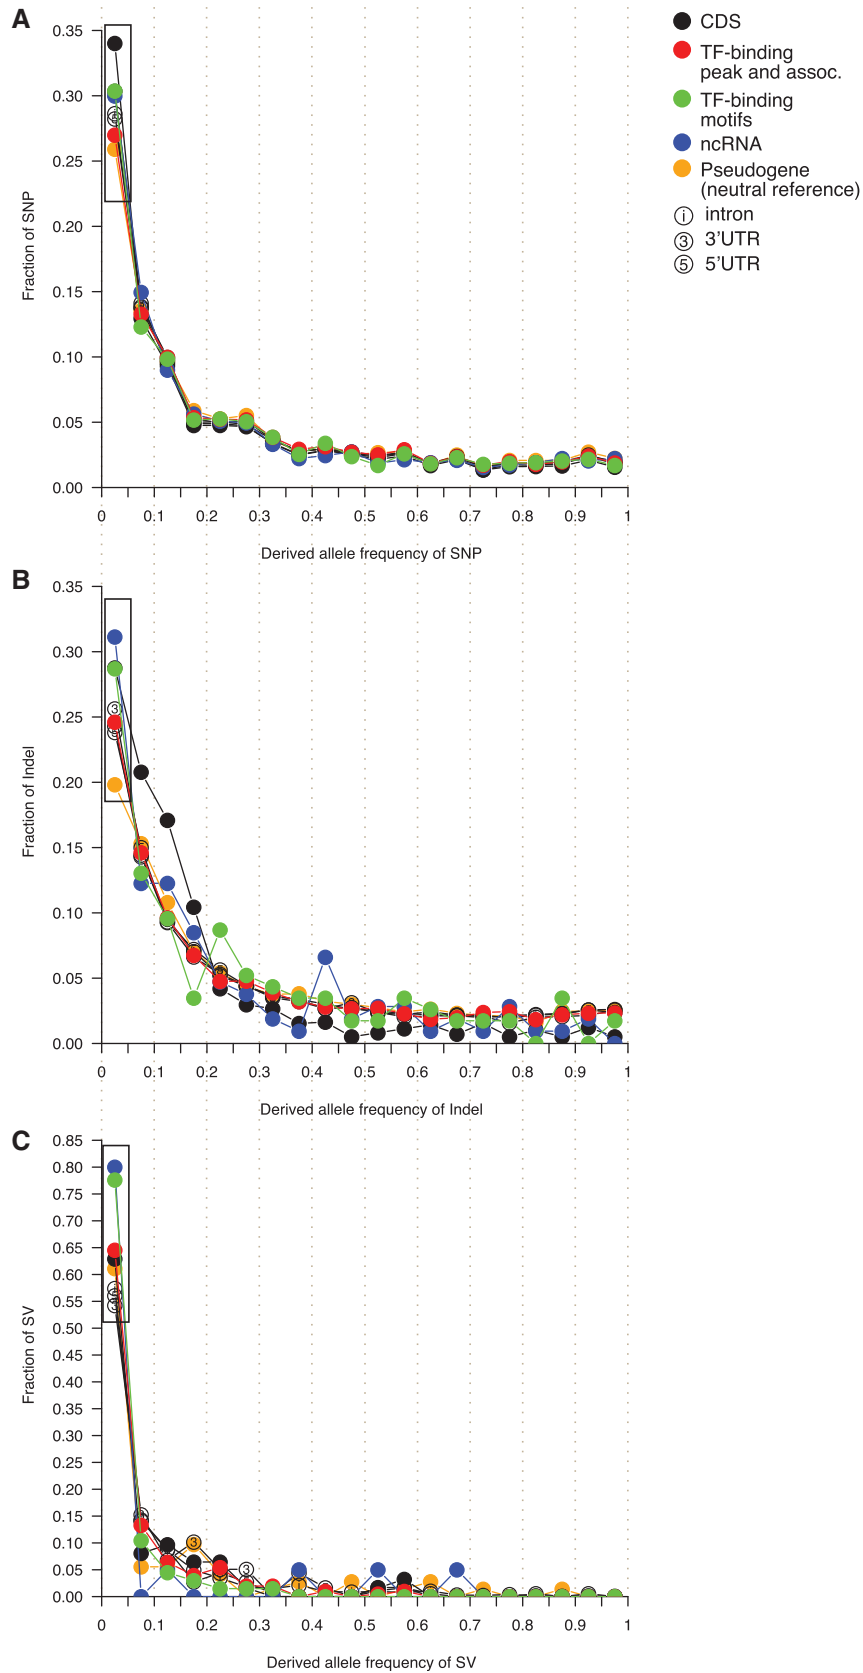 A
0.35
0.30
0.25
0.20
0.15
0.10
0.05
0.00
Fraction of SNP
0 0.1 0.2 0.3 0.4 0.5 0.6 0.7 0.8 0.9 1
Derived allele frequency of SNP
CDS
TF-binding
peak and assoc.
TF-binding
motifs
ncRNA
Pseudogene
(neutral reference)
i intron
3 3'UTR
5 5'UTR
B
0.35
0.30
0.25
0.20
0.15
0.10
0.05
0.00
Fraction of Indel
3
0 0.1 0.2 0.3 0.4 0.5 0.6 0.7 0.8 0.9 1
Derived allele frequency of Indel
C
0.85
0.80
0.75
0.70
0.65
0.60
0.55
0.50
0.45
0.40
0.35
0.30
0.25
0.20
0.15
0.10
0.05
0.00
Fraction of SV
3
3
3
0 0.1 0.2 0.3 0.4 0.5 0.6 0.7 0.8 0.9 1
Derived allele frequency of SV